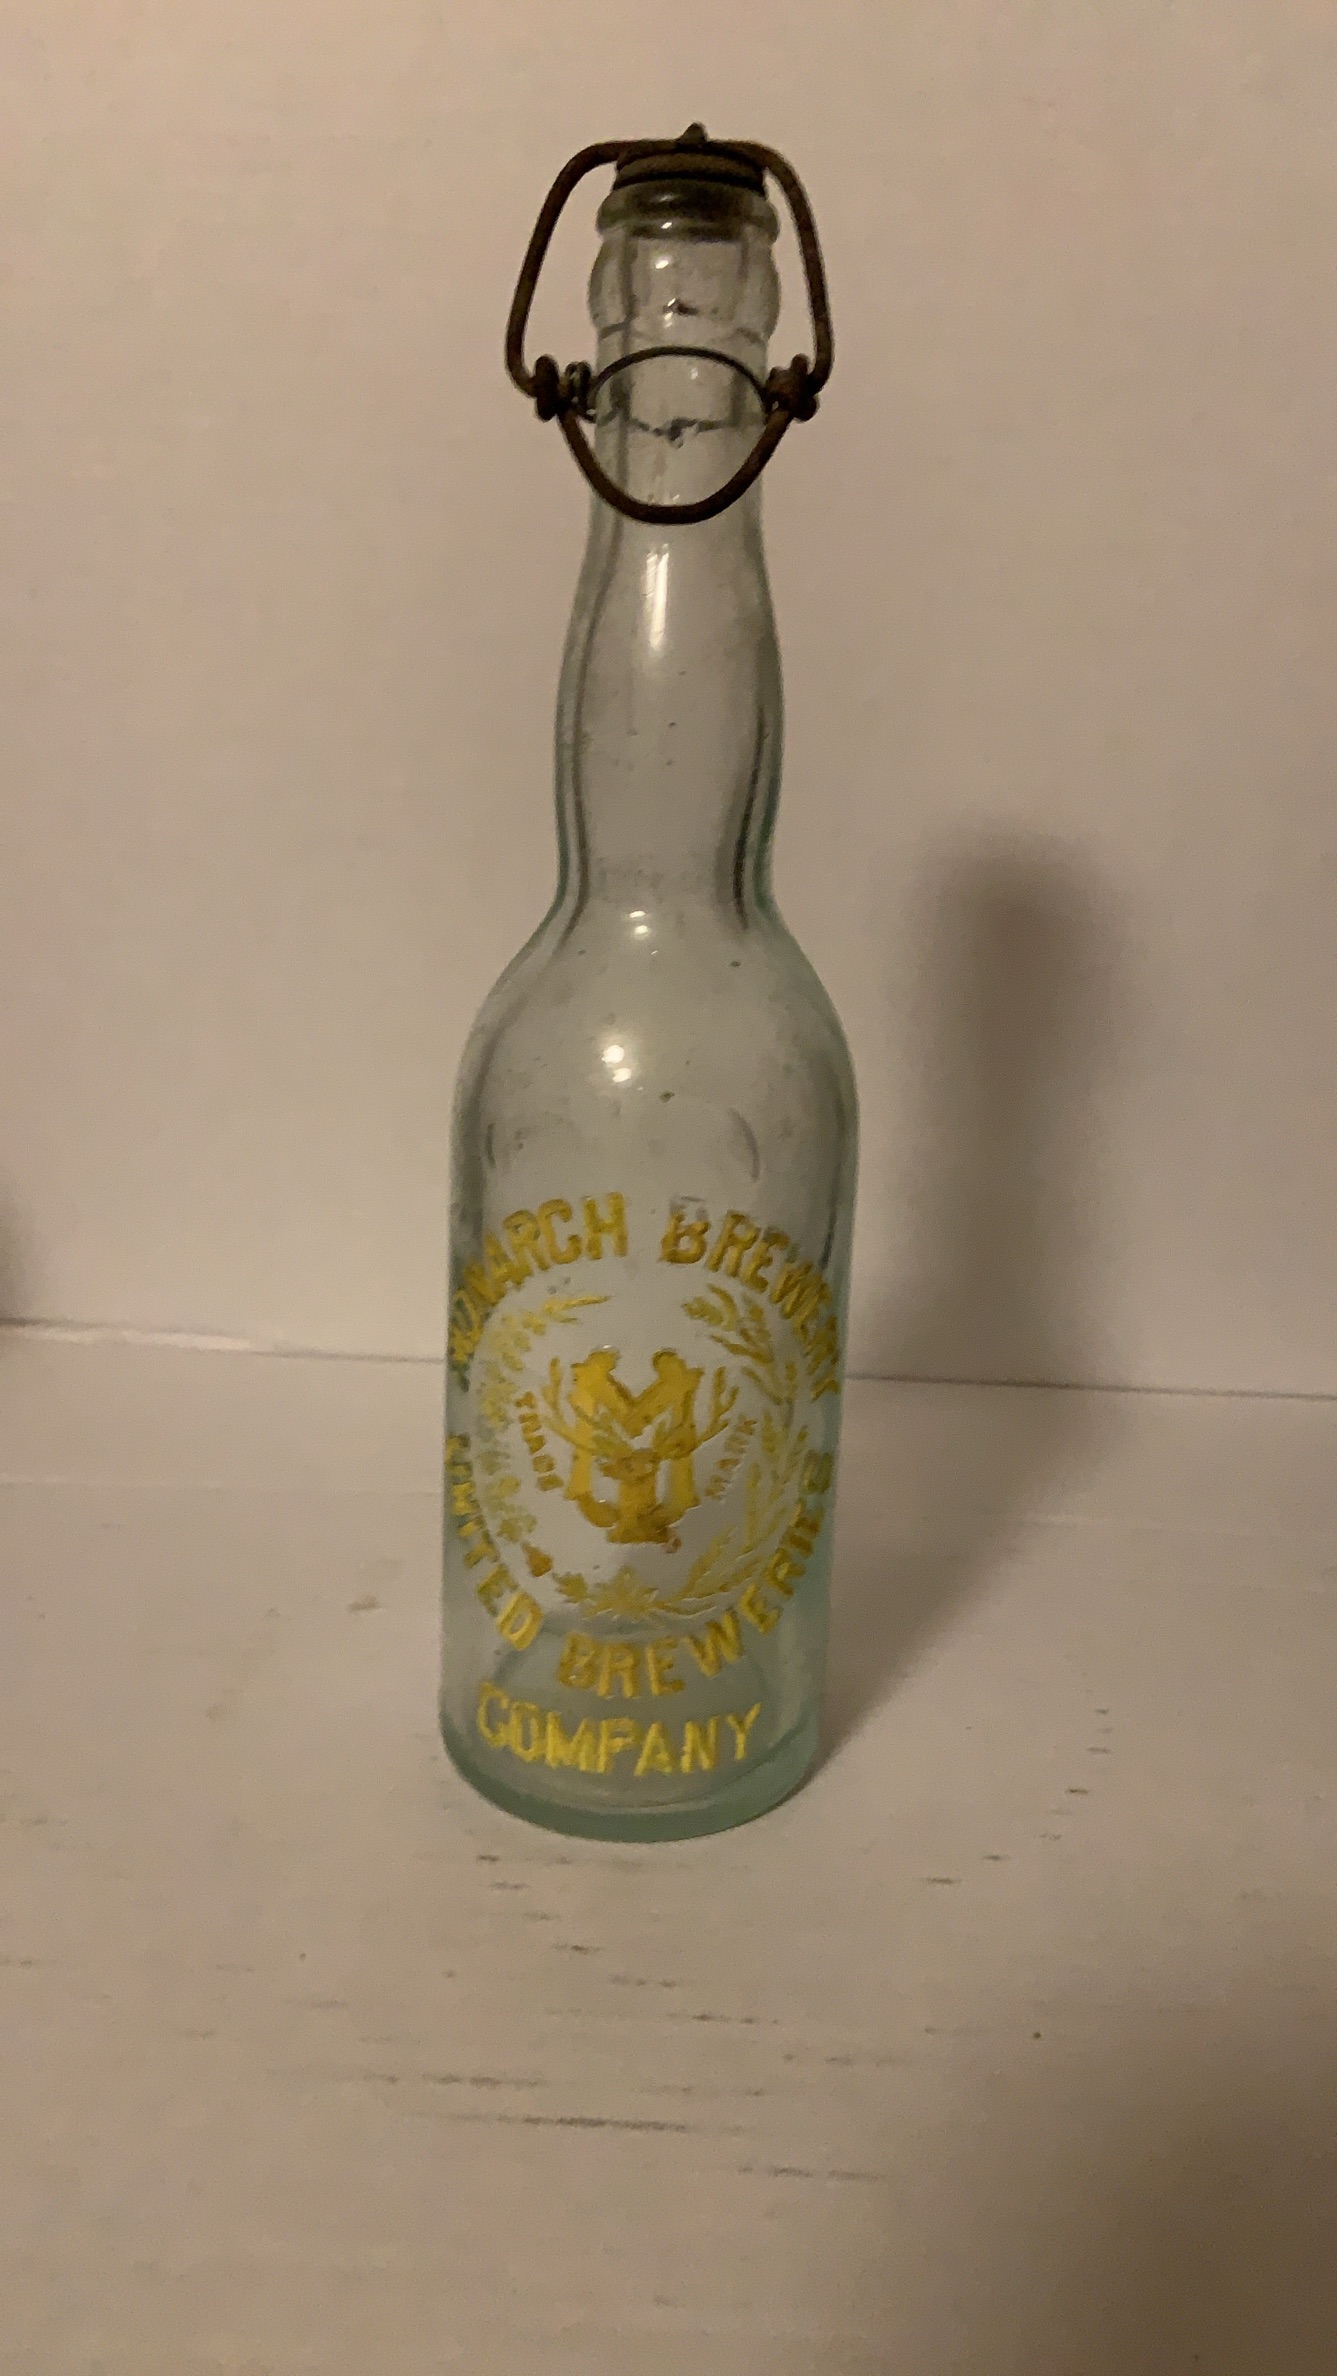 MONARCH BREWERY
TRADE MARK
M
UNITED BREWERIES
COMPANY